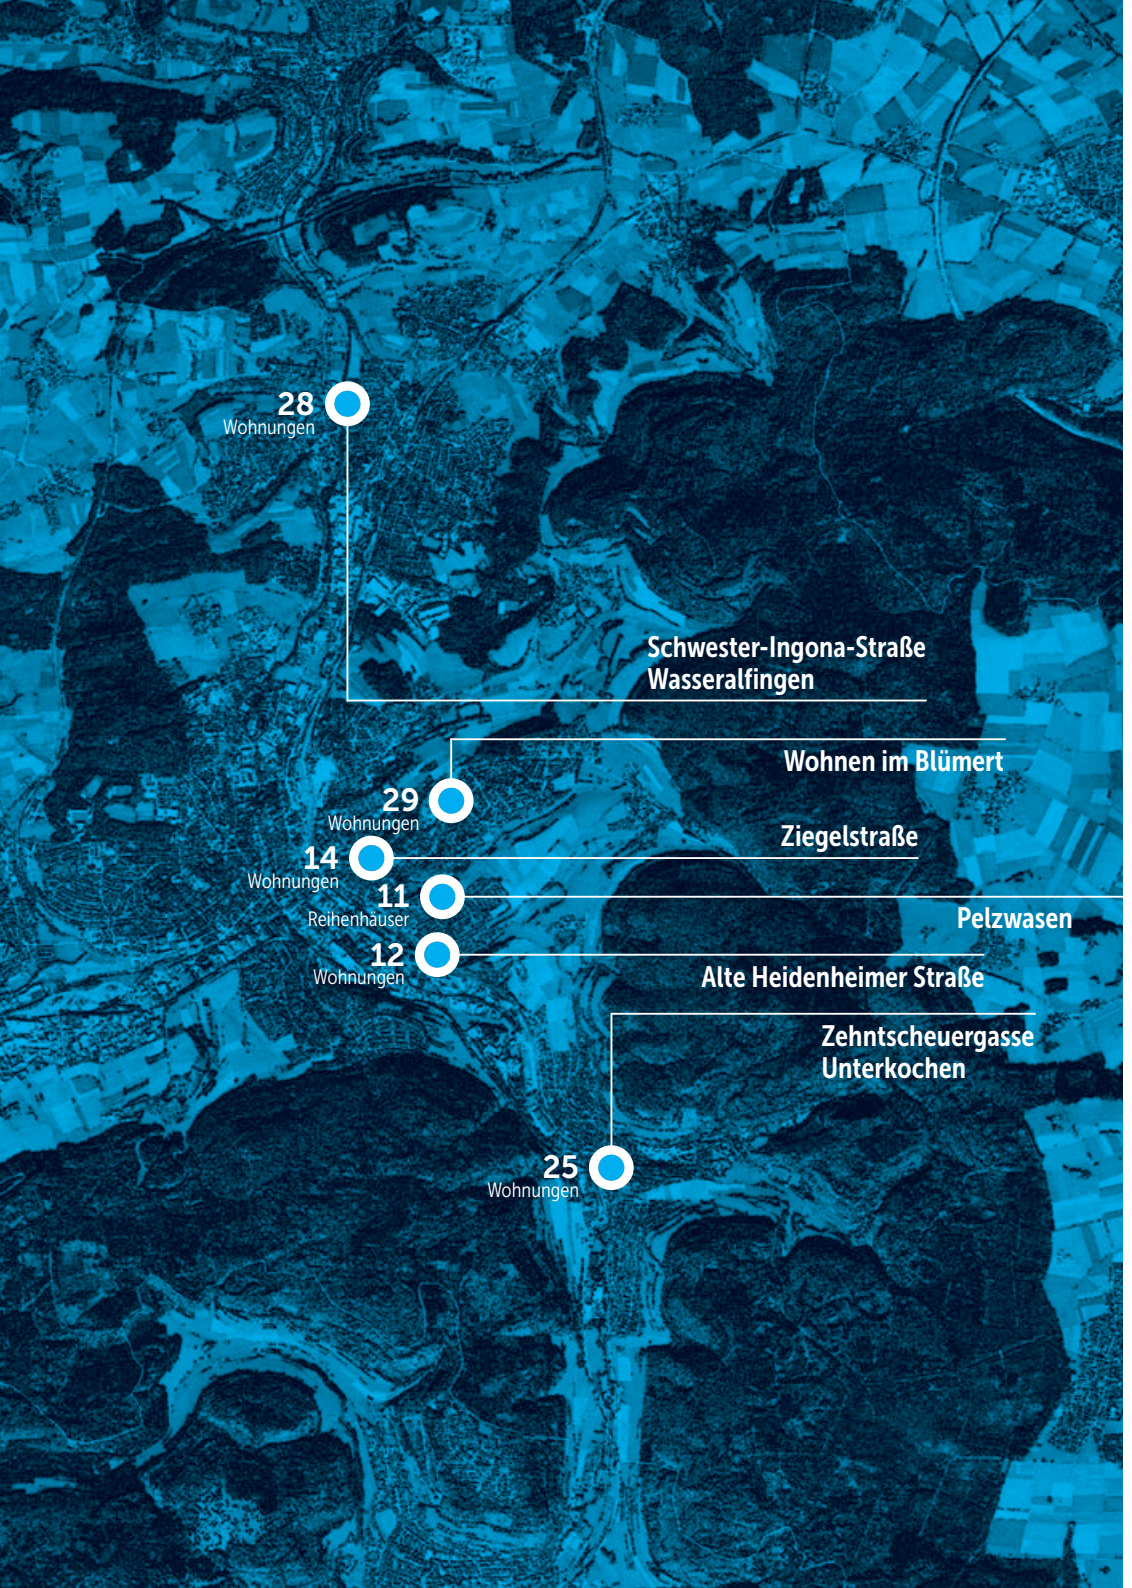 28
Wohnungen
Schwester-Ingona-Straße
Wasseralfingen
Wohnen im Blümert
29
Wohnungen
Ziegelstraße
14
Wohnungen
11
Reihenhäuser
Pelzwasen
12
Wohnungen
Alte Heidenheimer Straße
Zehntscheuergasse
Unterkochen
25
Wohnungen